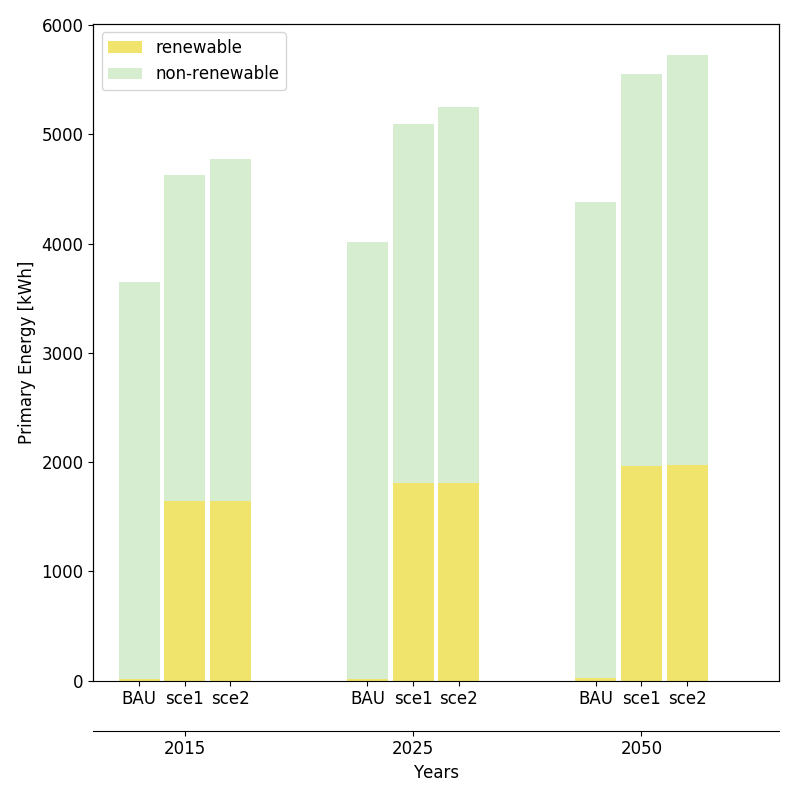 renewable
non-renewable
6000
5000
4000
3000
2000
1000
0
Primary Energy [kWh]
BAU sce1 sce2 BAU sce1 sce2 BAU sce1 sce2
2015 2025 2050
Years